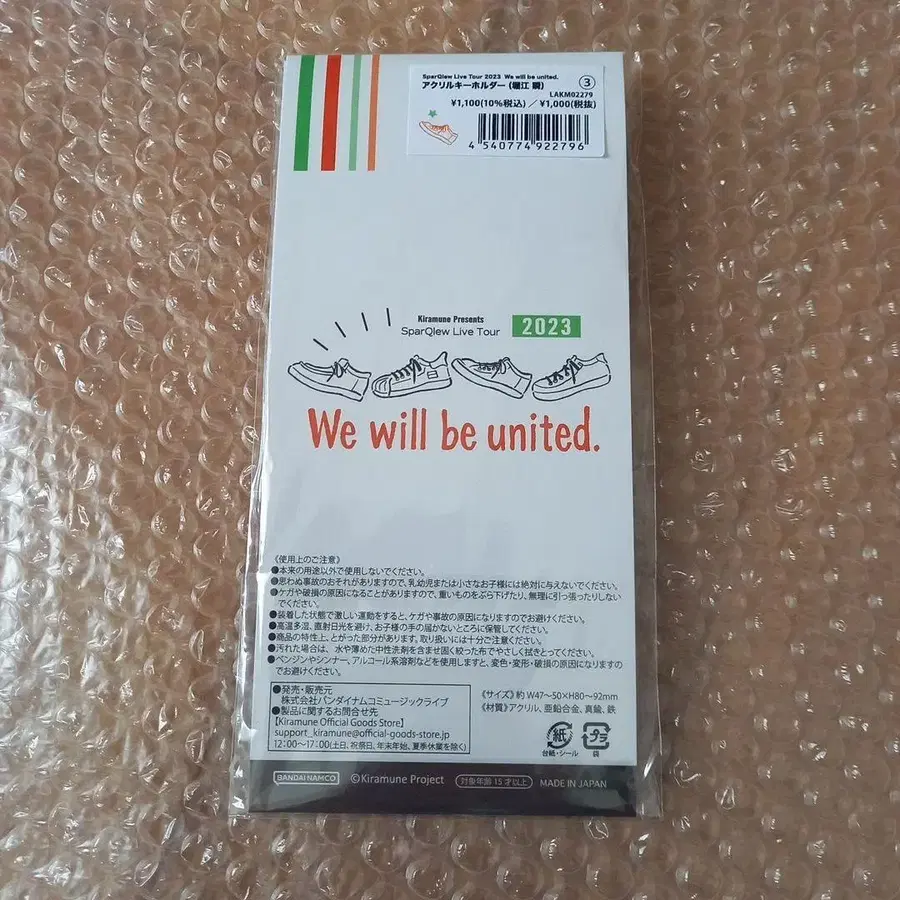 SparQlew Live Tour 2023 We will be united.
アクリルキーホルダー (堀江 瞬) ③
LAKM02279
¥1,100(10%税込)/¥1,000(税抜)
4 540774 922796
Kiramune Presents
SparQlew Live Tour 2023
We will be united.
《使用上のご注意》
●本来の用途以外で使用しないでください。
●思わぬ事故のおそれがありますので、乳幼児または小さなお子様には絶対に与えないでください。
●ケガや破損の原因になることがありますので、重いものをぶら下げたり、無理に引っ張ったりしない
でください。
●装着した状態で激しい運動をすると、ケガや事故の原因になりますのでお避けください。
●高温多湿、直射日光を避け、お子様の手の届かないところに保管してください。
●商品の特性上、とがった部分があります。取り扱いには十分ご注意ください。
●汚れた場合は、水や薄めた中性洗剤を含ませ固く絞った布でやさしく拭きとってください。
●ベンジンやシンナー、アルコール系溶剤などを使用しますと、変色・変形・破損の原因になりますの
でお避けください。
●発売・販売元
株式会社バンダイナムコミュージックライブ
●製品に関するお問合せ先
【Kiramune Official Goods Store】
support_kiramune@official-goods-store.jp
12:00〜17:00(土日、祝祭日、年末年始、夏季休業を除く)
《サイズ》約 W47〜50×H80〜92mm
《材質》アクリル、亜鉛合金、真鍮、鉄
紙 プラ
台紙・シール 袋
BANDAI NAMCO ©Kiramune Project 対象年齢 15 才以上 MADE IN JAPAN